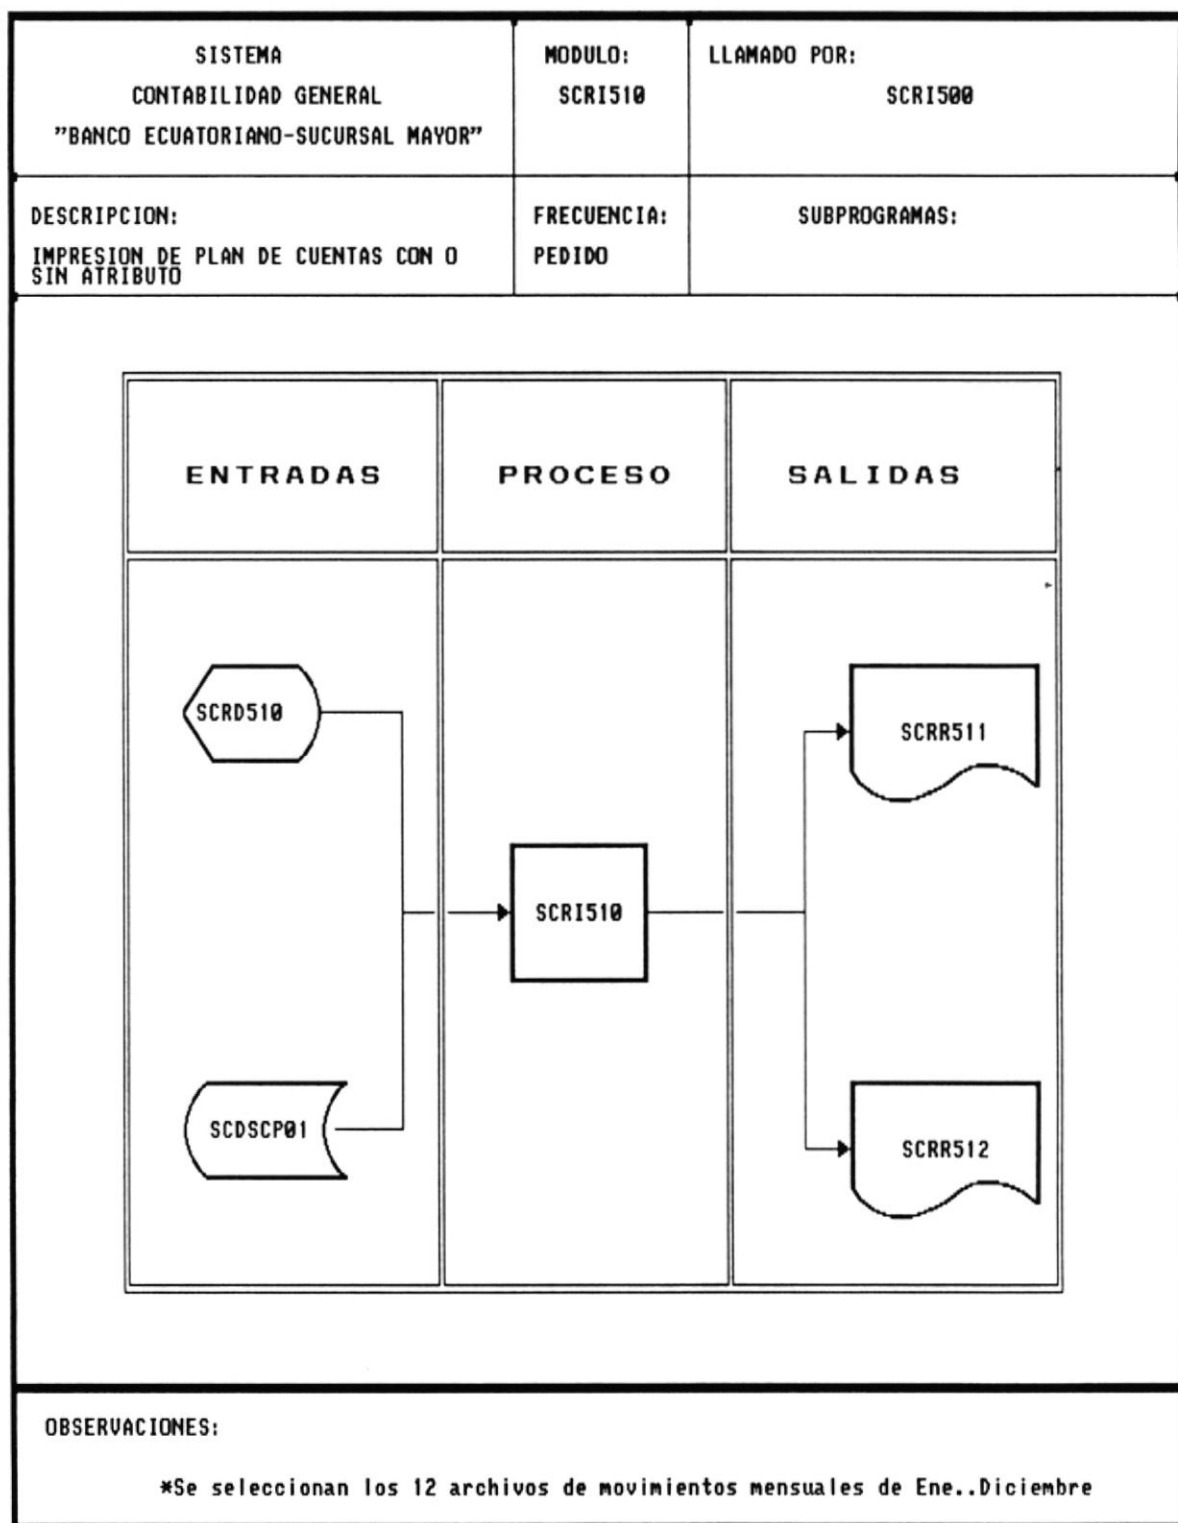 SISTEMA
CONTABILIDAD GENERAL
"BANCO ECUATORIANO-SUCURSAL MAYOR"
MODULO:
SCRI510
LLAMADO POR:
SCRI500
DESCRIPCION:
IMPRESION DE PLAN DE CUENTAS CON O
SIN ATRIBUTO
FRECUENCIA:
PEDIDO
SUBPROGRAMAS:
ENTRADAS
PROCESO
SALIDAS
SCRD510
SCRR511
SCRI510
SCDSCP01
SCRR512
OBSERVACIONES:
*Se seleccionan los 12 archivos de movimientos mensuales de Ene..Diciembre